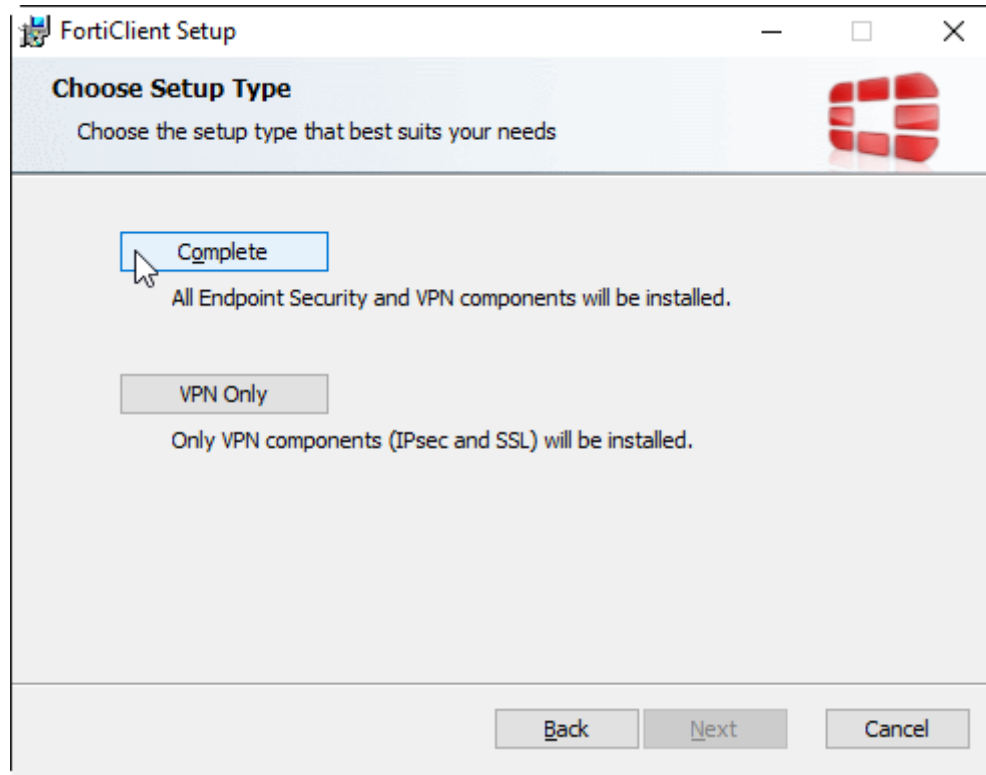 FortiClient Setup
Choose Setup Type
Choose the setup type that best suits your needs
Complete
All Endpoint Security and VPN components will be installed.
VPN Only
Only VPN components (IPsec and SSL) will be installed.
Back Next Cancel